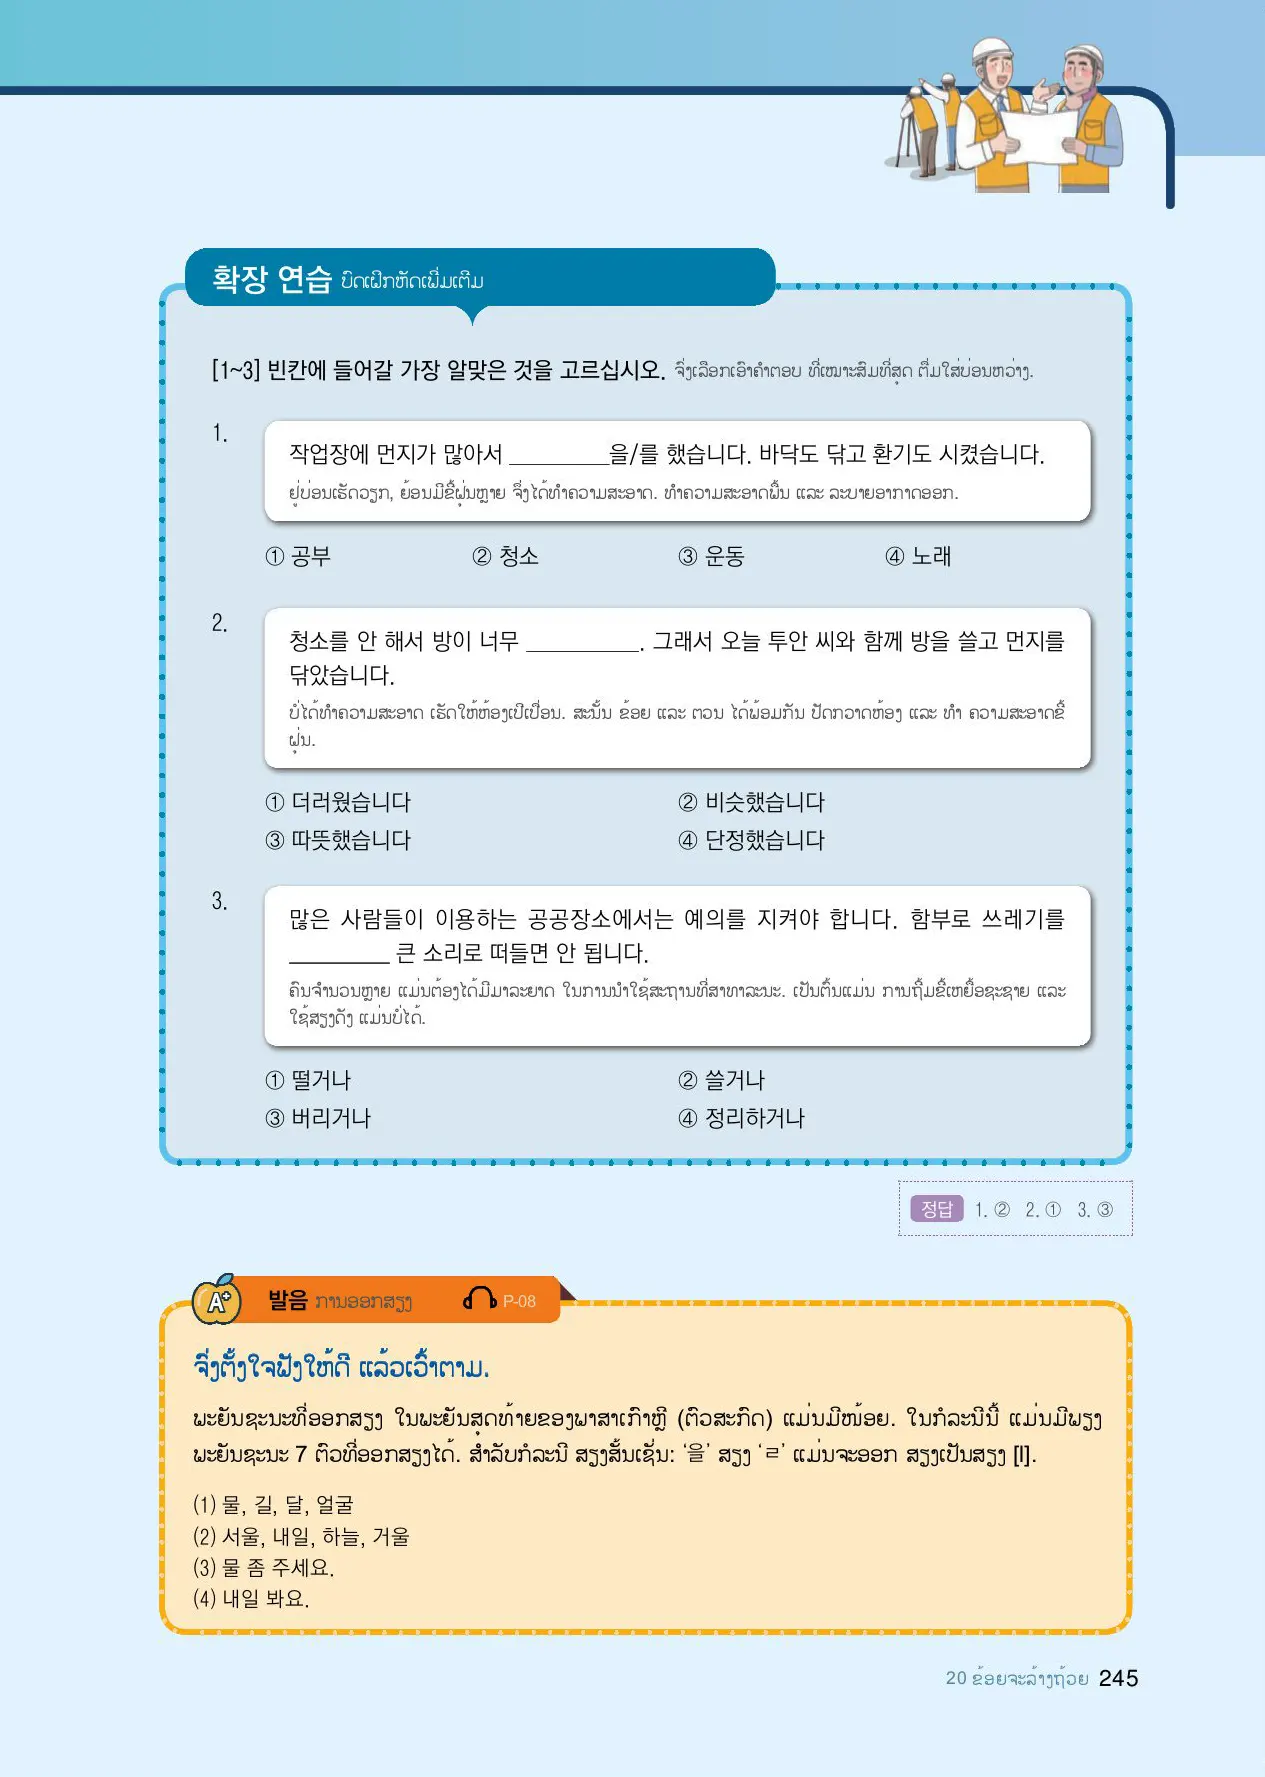 확장 연습 ບົດເຝິກຫັດເພີ່ມເຕີມ
[1~3] 빈칸에 들어갈 가장 알맞은 것을 고르십시오. ຈົ່ງເລືອກເອົາຄຳຕອບ ທີ່ເໝາະສົມທີ່ສຸດ ຕື່ມໃສ່ບ່ອນຫວ່າງ.
1.
작업장에 먼지가 많아서 _________을/를 했습니다. 바닥도 닦고 환기도 시켰습니다.
ຢູ່ບ່ອນເຮັດວຽກ, ຍ້ອນມີຂີ້ຝຸ່ນຫຼາຍ ຈຶ່ງໄດ້ທຳຄວາມສະອາດ. ທຳຄວາມສະອາດພື້ນ ແລະ ລະບາຍອາກາດອອກ.
① 공부 ② 청소 ③ 운동 ④ 노래
2.
청소를 안 해서 방이 너무 __________. 그래서 오늘 투안 씨와 함께 방을 쓸고 먼지를
닦았습니다.
ບໍ່ໄດ້ທຳຄວາມສະອາດ ເຮັດໃຫ້ຫ້ອງເປິເປື່ອນ. ສະນັ້ນ ຂ້ອຍ ແລະ ຕວນ ໄດ້ພ້ອມກັນ ປັດກວາດຫ້ອງ ແລະ ທຳ ຄວາມສະອາດຂີ້
ຝຸ່ນ.
① 더러웠습니다 ② 비슷했습니다
③ 따뜻했습니다 ④ 단정했습니다
3.
많은 사람들이 이용하는 공공장소에서는 예의를 지켜야 합니다. 함부로 쓰레기를
_________ 큰 소리로 떠들면 안 됩니다.
ຄົນຈຳນວນຫຼາຍ ແມ່ນຕ້ອງໄດ້ມີມາລະຍາດ ໃນການນຳໃຊ້ສະຖານທີ່ສາທາລະນະ. ເປັນຕົ້ນແມ່ນ ການຖິ້ມຂີ້ເຫຍື້ອຊະຊາຍ ແລະ
ໃຊ້ສຽງດັງ ແມ່ນບໍ່ໄດ້.
① 떨거나 ② 쓸거나
③ 버리거나 ④ 정리하거나
정답 1. ② 2. ① 3. ③
A+ 발음 ການອອກສຽງ P-08
ຈົ່ງຕັ້ງໃຈຟັງໃຫ້ດີ ແລ້ວເວົ້າຕາມ.
ພະຍັນຊະນະທີ່ອອກສຽງ ໃນພະຍັນສຸດທ້າຍຂອງພາສາເກົາຫຼີ (ຕົວສະກົດ) ແມ່ນມີໜ້ອຍ. ໃນກໍລະນີນີ້ ແມ່ນມີພຽງ
ພະຍັນຊະນະ 7 ຕົວທີ່ອອກສຽງໄດ້. ສຳລັບກໍລະນີ ສຽງສັ້ນເຊັ່ນ: ‘을’ ສຽງ ‘ㄹ’ ແມ່ນຈະອອກ ສຽງເປັນສຽງ [l].
(1) 물, 길, 달, 얼굴
(2) 서울, 내일, 하늘, 거울
(3) 물 좀 주세요.
(4) 내일 봐요.
20 ຂ້ອຍຈະລ້າງຖ້ວຍ 245